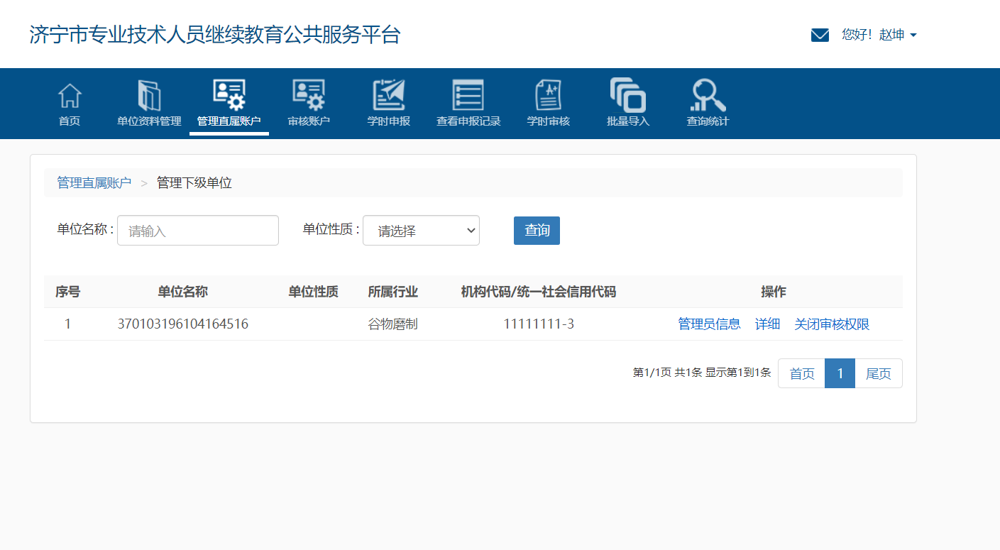 济宁市专业技术人员继续教育公共服务平台
您好！赵坤
首页 单位资料管理 管理直属账户 审核账户 学时申报 查看申报记录 学时审核 批量导入 查询统计
管理直属账户 > 管理下级单位
单位名称 : 请输入 单位性质 : 请选择 查询
序号 单位名称 单位性质 所属行业 机构代码/统一社会信用代码 操作
1 370103196104164516 谷物磨制 11111111-3 管理员信息 详细 关闭审核权限
第1/1页 共1条 显示第1到1条 首页 1 尾页